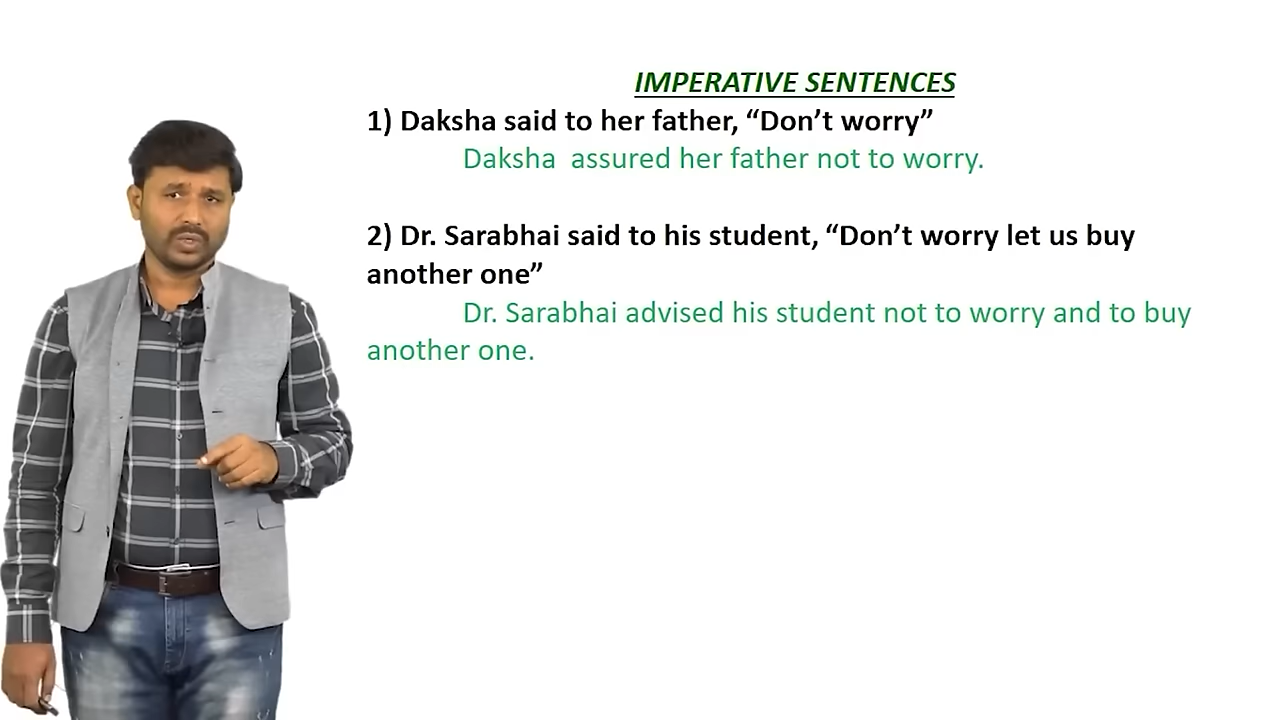 IMPERATIVE SENTENCES
1) Daksha said to her father, “Don’t worry”
Daksha  assured her father not to worry.
2) Dr. Sarabhai said to his student, “Don’t worry let us buy
another one”
Dr. Sarabhai advised his student not to worry and to buy
another one.